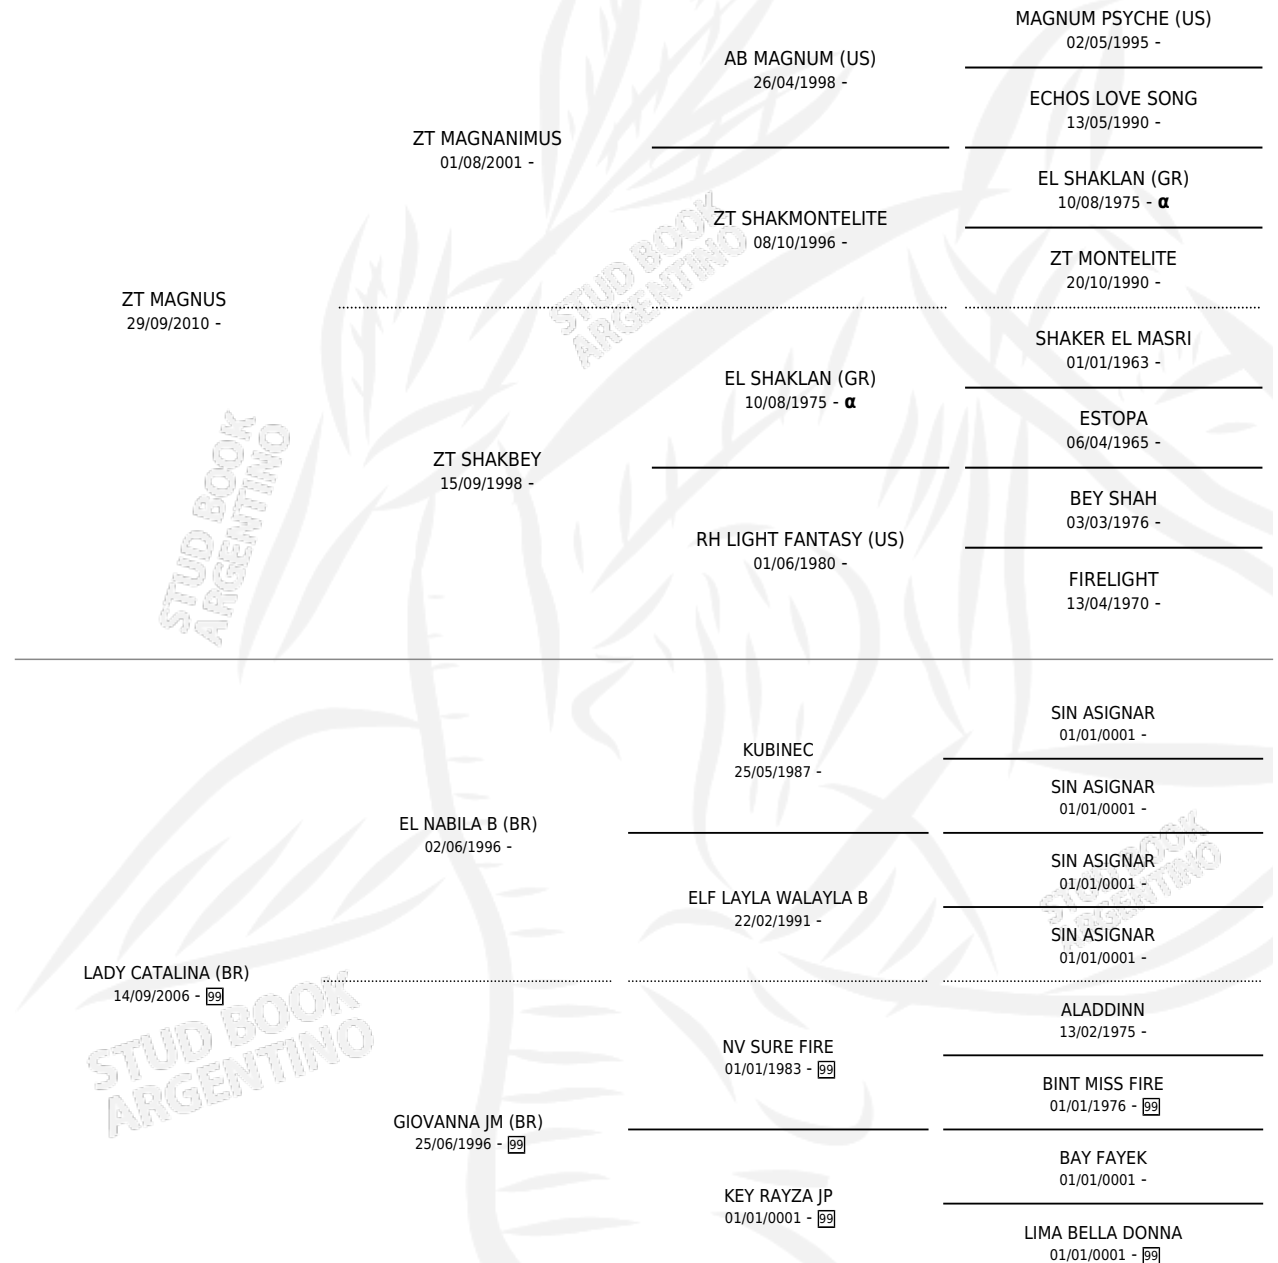 MAGNUM PSYCHE (US)
02/05/1995 -
AB MAGNUM (US)
26/04/1998 -
ECHOS LOVE SONG
13/05/1990 -
ZT MAGNANIMUS
01/08/2001 -
EL SHAKLAN (GR)
10/08/1975 - α
ZT SHAKMONTELITE
08/10/1996 -
ZT MONTELITE
20/10/1990 -
ZT MAGNUS
29/09/2010 -
SHAKER EL MASRI
01/01/1963 -
EL SHAKLAN (GR)
10/08/1975 - α
ESTOPA
06/04/1965 -
ZT SHAKBEY
15/09/1998 -
BEY SHAH
03/03/1976 -
RH LIGHT FANTASY (US)
01/06/1980 -
FIRELIGHT
13/04/1970 -
SIN ASIGNAR
01/01/0001 -
KUBINEC
25/05/1987 -
SIN ASIGNAR
01/01/0001 -
EL NABILA B (BR)
02/06/1996 -
SIN ASIGNAR
01/01/0001 -
ELF LAYLA WALAYLA B
22/02/1991 -
SIN ASIGNAR
01/01/0001 -
LADY CATALINA (BR)
14/09/2006 - 99
ALADDINN
13/02/1975 -
NV SURE FIRE
01/01/1983 - 99
BINT MISS FIRE
01/01/1976 - 99
GIOVANNA JM (BR)
25/06/1996 - 99
BAY FAYEK
01/01/0001 -
KEY RAYZA JP
01/01/0001 - 99
LIMA BELLA DONNA
01/01/0001 - 99
STUD BOOK
ARGENTINO
STUD BOOK
ARGENTINO
STUD BOOK
ARGENTINO
STUD BOOK
ARGENTINO